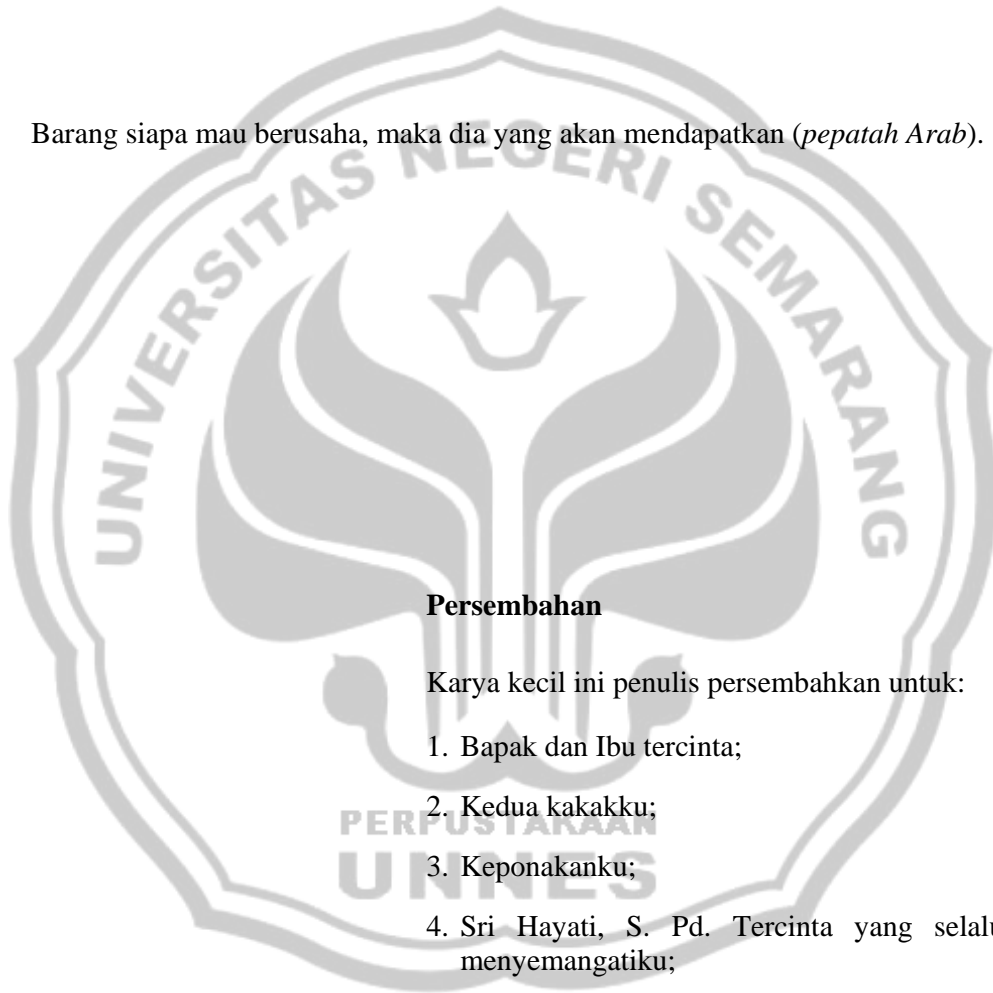 Barang siapa mau berusaha, maka dia yang akan mendapatkan (pepatah Arab).
UNIVERSITAS NEGERI SEMARANG
Persembahan
Karya kecil ini penulis persembahkan untuk:
1. Bapak dan Ibu tercinta;
2. Kedua kakakku;
PERPUSTAKAAN
UNNES
3. Keponakanku;
4. Sri Hayati, S. Pd. Tercinta yang selalu
menyemangatiku;